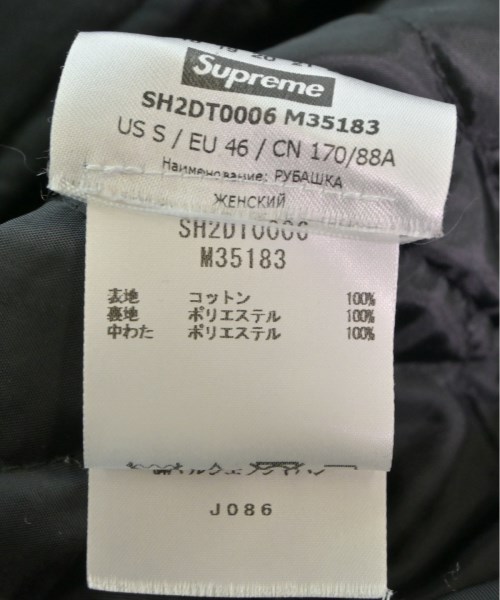 Supreme
SH2DT0006 M35183
US S / EU 46 / CN 170/88A
Наименование: РУБАШКА
ЖЕНСКИЙ
SH2DT0006
M35183
表地 コットン 100%
裏地 ポリエステル 100%
中わた ポリエステル 100%
J086